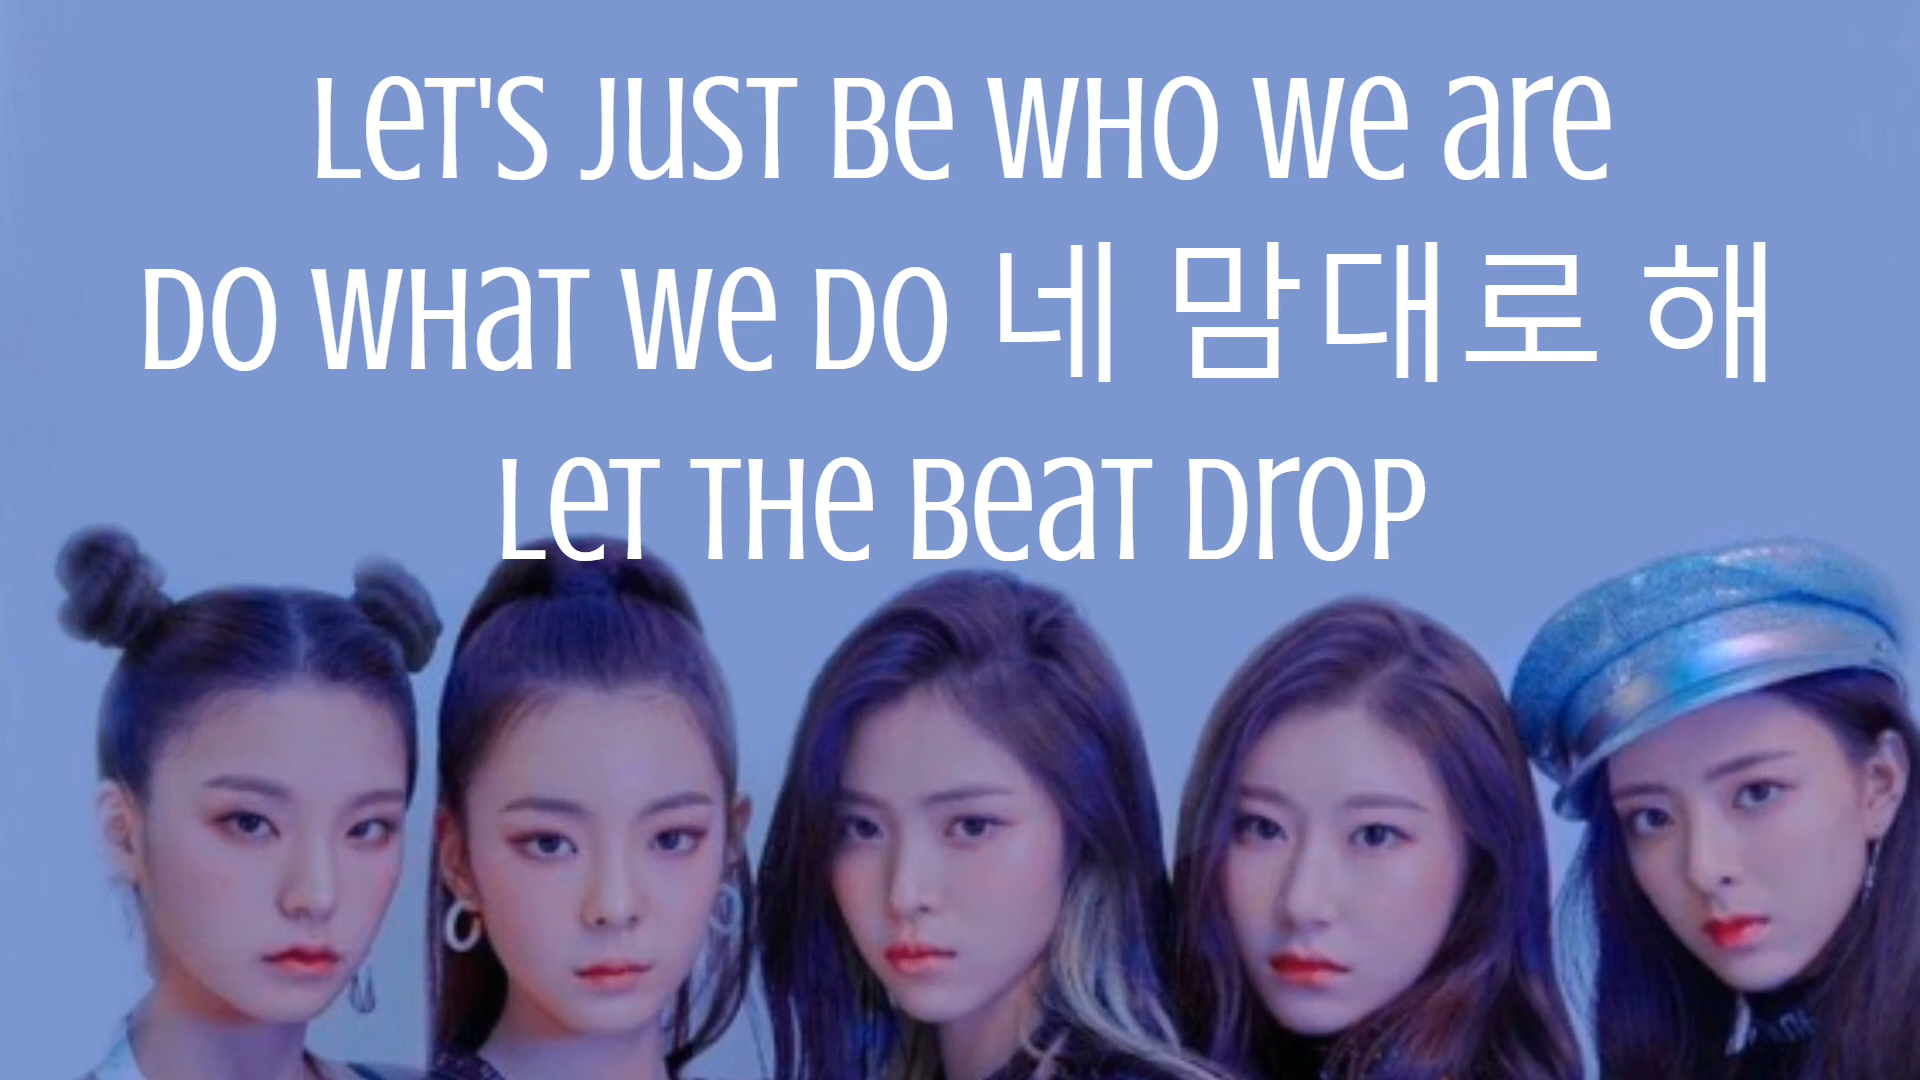 Let's just be who we are
Do what we do 네 맘대로 해
Let the beat drop